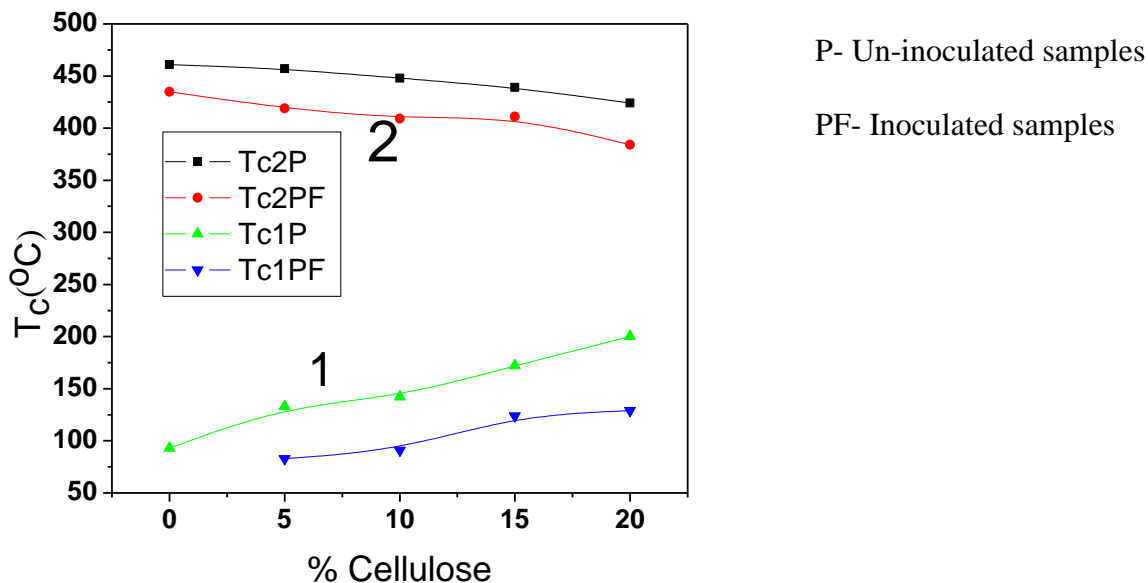 500
450
400
350
300
250
200
150
100
50
Tc(°C)
Tc2P
Tc2PF
Tc1P
Tc1PF
2
1
0 5 10 15 20
% Cellulose
P- Un-inoculated samples
PF- Inoculated samples